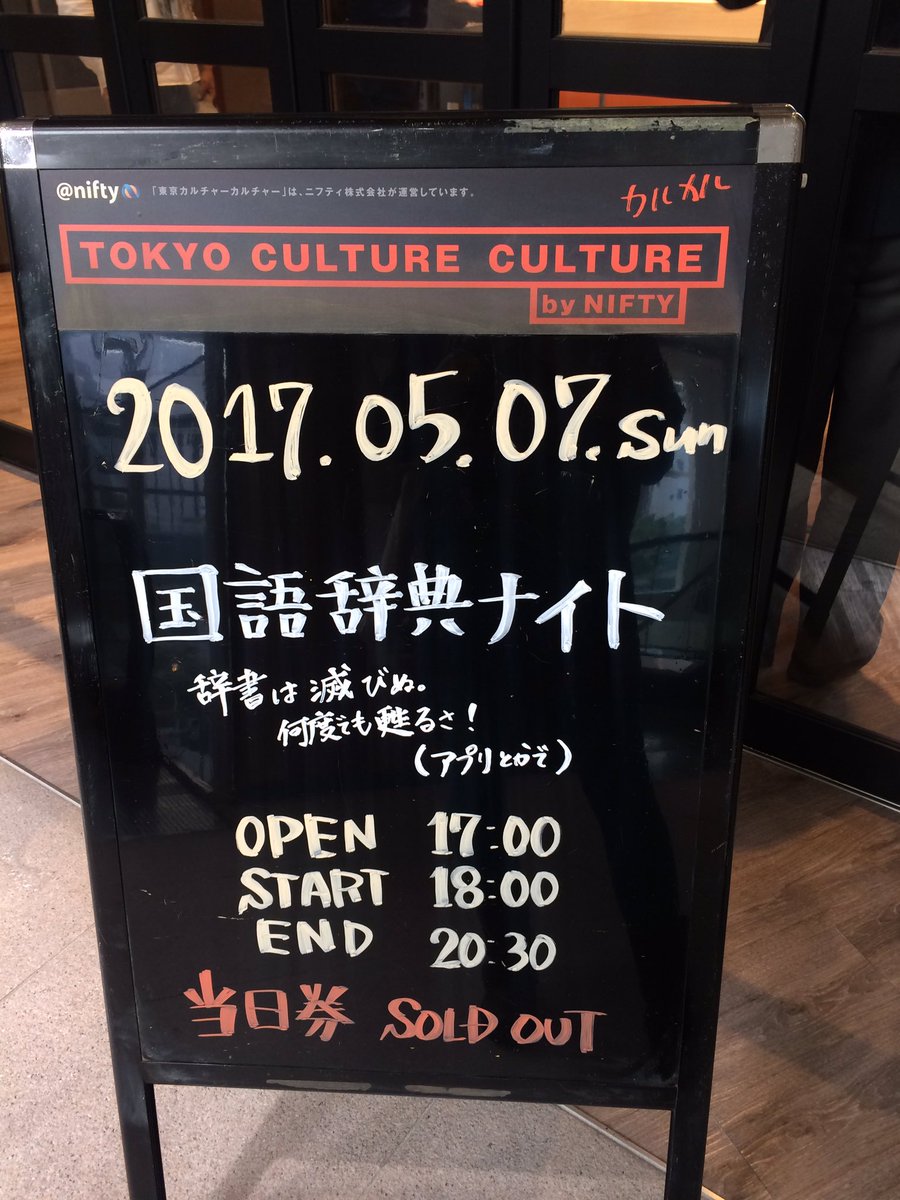 @nifty 「東京カルチャーカルチャー」は、ニフティ株式会社が運営しています。
カルカル
TOKYO CULTURE CULTURE
by NIFTY
2017.05.07.Sun
国語辞典ナイト
辞書は滅びぬ。
何度でも甦るさ!
(アプリとかで)
OPEN 17:00
START 18:00
END 20:30
当日券 SOLD OUT